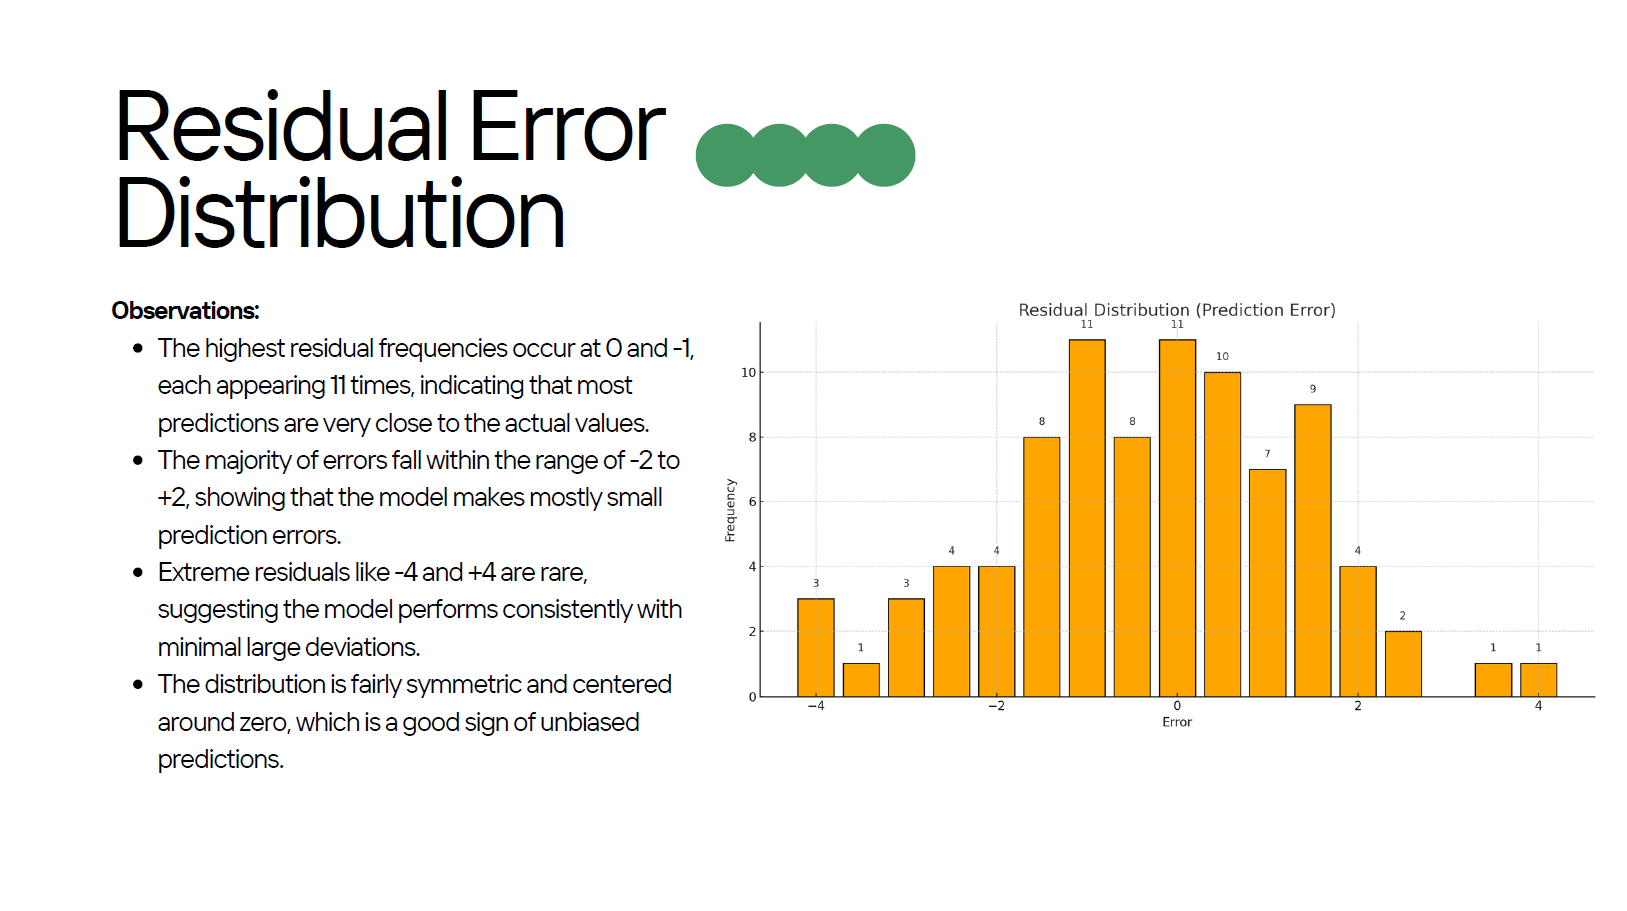 Residual Error
Distribution
Observations:
• The highest residual frequencies occur at 0 and -1,
each appearing 11 times, indicating that most
predictions are very close to the actual values.
• The majority of errors fall within the range of -2 to
+2, showing that the model makes mostly small
prediction errors.
• Extreme residuals like -4 and +4 are rare,
suggesting the model performs consistently with
minimal large deviations.
• The distribution is fairly symmetric and centered
around zero, which is a good sign of unbiased
predictions.
Residual Distribution (Prediction Error)
Frequency
10
8
6
4
2
0
3 1 3 4 4 8 11 8 11 10 7 9 4 2 1 1
−4 −2 0 2 4
Error